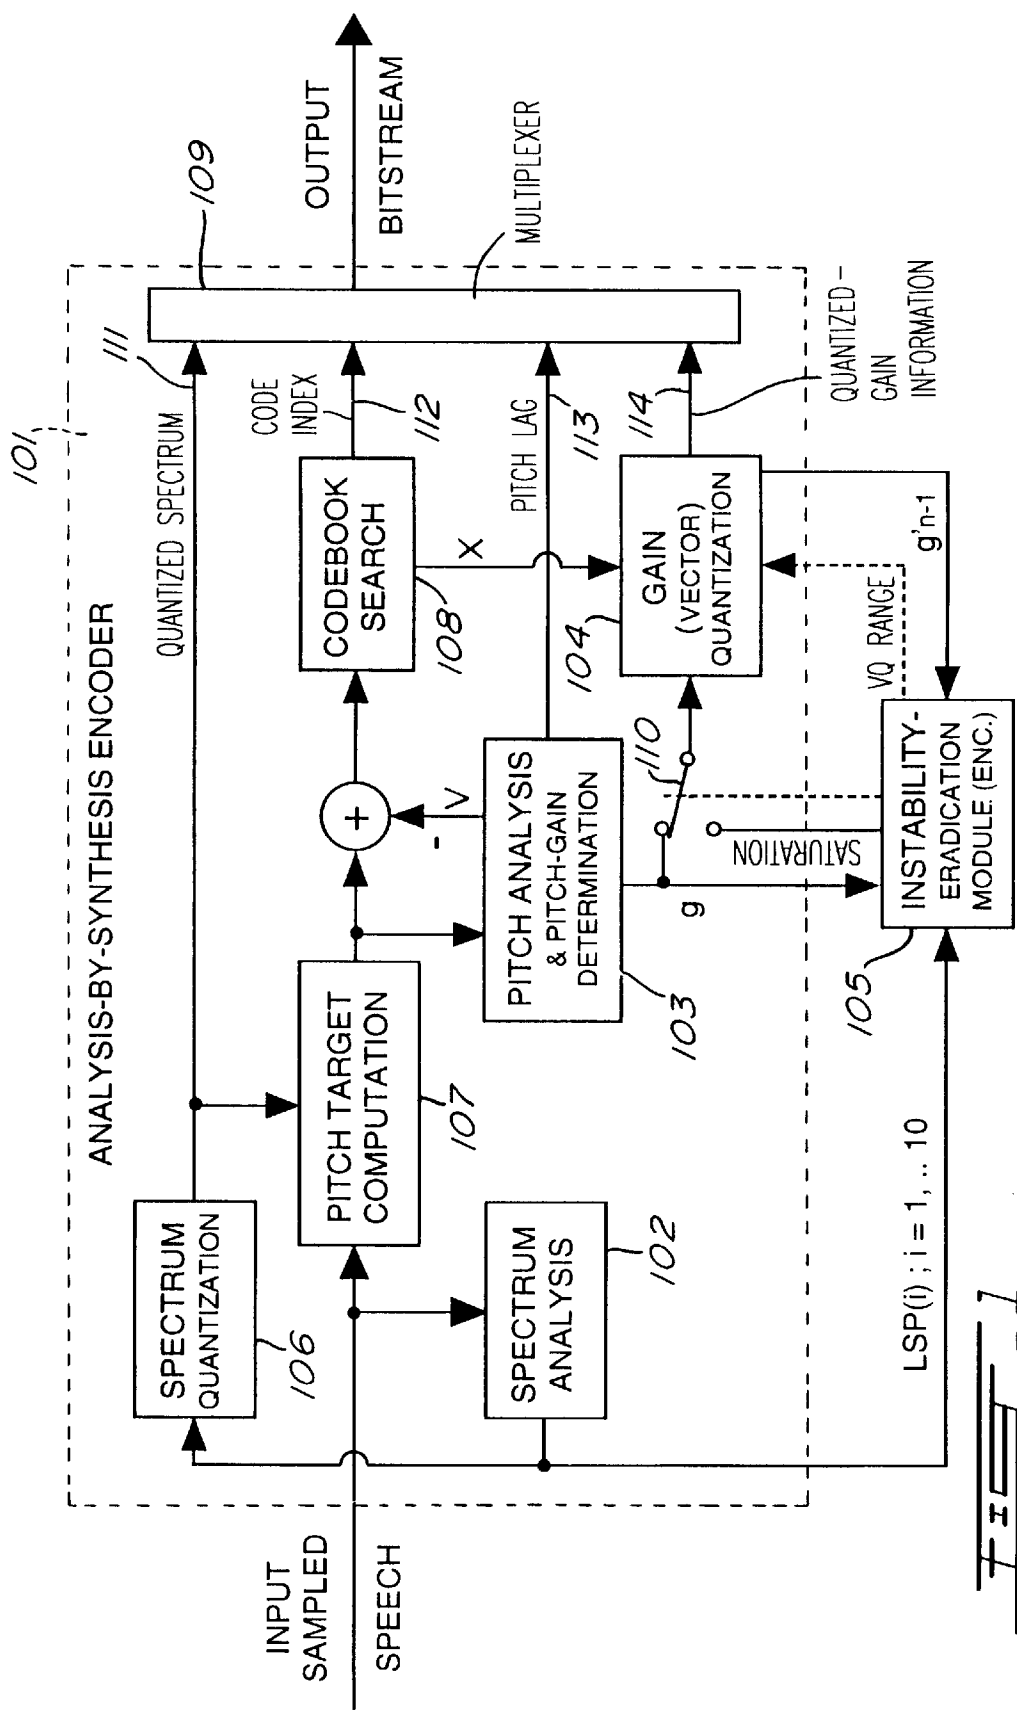 101
ANALYSIS-BY-SYNTHESIS ENCODER
INPUT
SAMPLED
SPEECH
SPECTRUM
QUANTIZATION
106
QUANTIZED SPECTRUM
111
109
PITCH TARGET
COMPUTATION
107
+
-
V
CODEBOOK
SEARCH
108
X
CODE
INDEX
112
OUTPUT
BITSTREAM
MULTIPLEXER
SPECTRUM
ANALYSIS
102
PITCH ANALYSIS
& PITCH-GAIN
DETERMINATION
103
PITCH LAG
113
g
110
SATURATION
104
GAIN
(VECTOR)
QUANTIZATION
114
QUANTIZED-
GAIN
INFORMATION
VQ RANGE
g'n-1
LSP(i) ; i = 1, .. 10
105
INSTABILITY-
ERADICATION
MODULE (ENC.)
FIG. 1